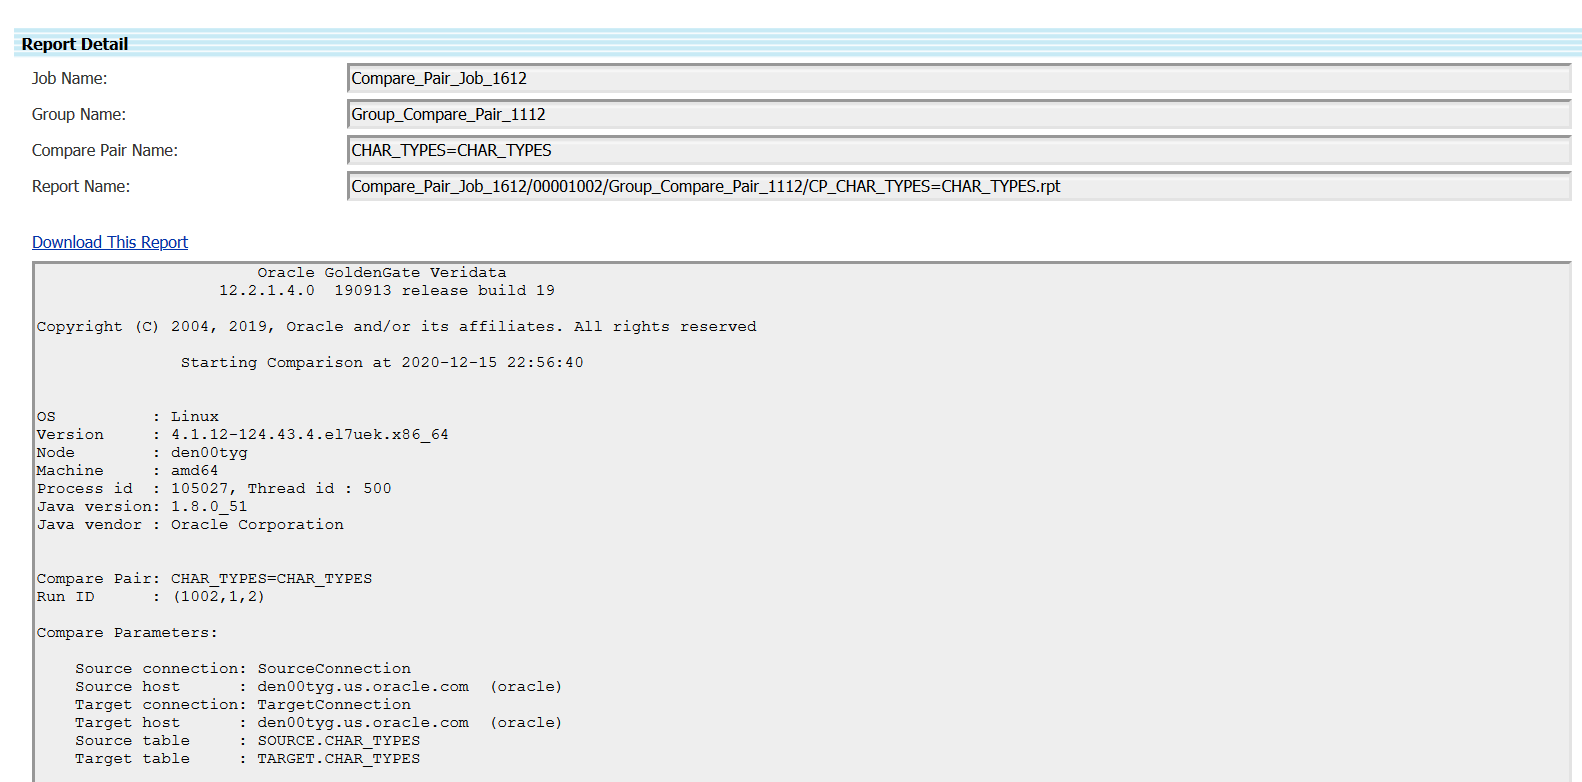 Report Detail
Job Name: Compare_Pair_Job_1612
Group Name: Group_Compare_Pair_1112
Compare Pair Name: CHAR_TYPES=CHAR_TYPES
Report Name: Compare_Pair_Job_1612/00001002/Group_Compare_Pair_1112/CP_CHAR_TYPES=CHAR_TYPES.rpt
Download This Report
Oracle GoldenGate Veridata
12.2.1.4.0  190913 release build 19
Copyright (C) 2004, 2019, Oracle and/or its affiliates. All rights reserved
Starting Comparison at 2020-12-15 22:56:40
OS          : Linux
Version     : 4.1.12-124.43.4.el7uek.x86_64
Node        : den00tyg
Machine     : amd64
Process id  : 105027, Thread id : 500
Java version: 1.8.0_51
Java vendor : Oracle Corporation
Compare Pair: CHAR_TYPES=CHAR_TYPES
Run ID      : (1002,1,2)
Compare Parameters:
Source connection: SourceConnection
Source host      : den00tyg.us.oracle.com  (oracle)
Target connection: TargetConnection
Target host      : den00tyg.us.oracle.com  (oracle)
Source table     : SOURCE.CHAR_TYPES
Target table     : TARGET.CHAR_TYPES